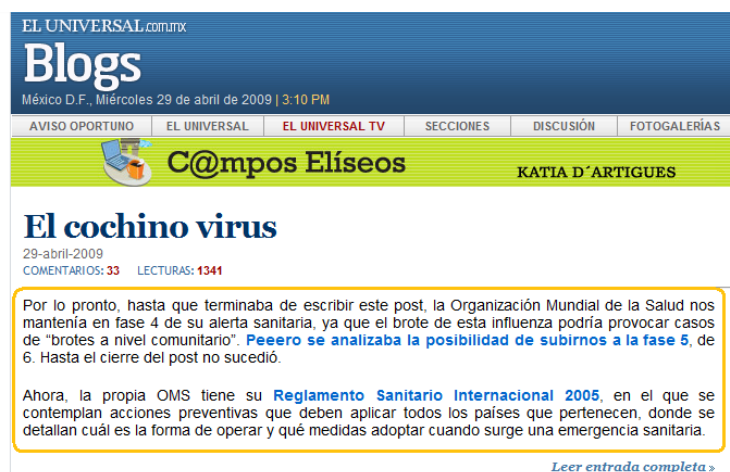 EL UNIVERSAL.com.mx
Blogs
México D.F., Miércoles 29 de abril de 2009 | 3:10 PM
AVISO OPORTUNO EL UNIVERSAL EL UNIVERSAL TV SECCIONES DISCUSIÓN FOTOGALERÍAS
C@mpos Elíseos KATIA D´ARTIGUES
El cochino virus
29-abril-2009
COMENTARIOS: 33 LECTURAS: 1341
Por lo pronto, hasta que terminaba de escribir este post, la Organización Mundial de la Salud nos
mantenía en fase 4 de su alerta sanitaria, ya que el brote de esta influenza podría provocar casos
de “brotes a nivel comunitario”. Peeero se analizaba la posibilidad de subirnos a la fase 5, de
6. Hasta el cierre del post no sucedió.
Ahora, la propia OMS tiene su Reglamento Sanitario Internacional 2005, en el que se
contemplan acciones preventivas que deben aplicar todos los países que pertenecen, donde se
detallan cuál es la forma de operar y qué medidas adoptar cuando surge una emergencia sanitaria.
Leer entrada completa »